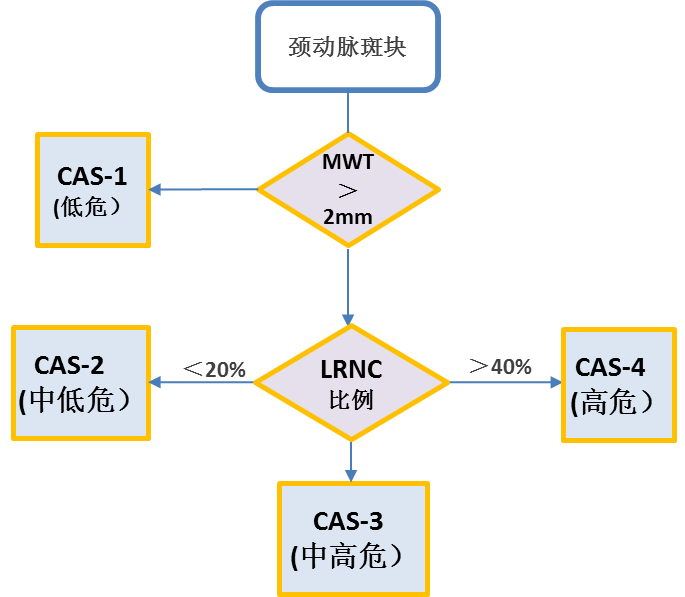 颈动脉斑块
MWT
＞
2mm
CAS-1
(低危）
CAS-2
(中低危）
＜20%
LRNC
比例
＞40%
CAS-4
(高危）
CAS-3
(中高危）